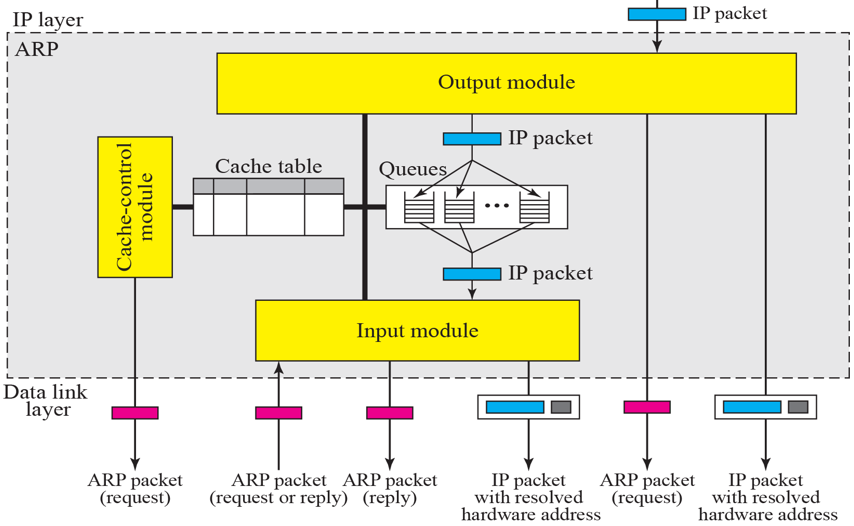 IP layer
IP packet
ARP
Output module
IP packet
Cache-control
module
Cache table
Queues
IP packet
Input module
Data link
layer
ARP packet
(request)
ARP packet
(request or reply)
ARP packet
(reply)
IP packet
with resolved
hardware address
ARP packet
(request)
IP packet
with resolved
hardware address